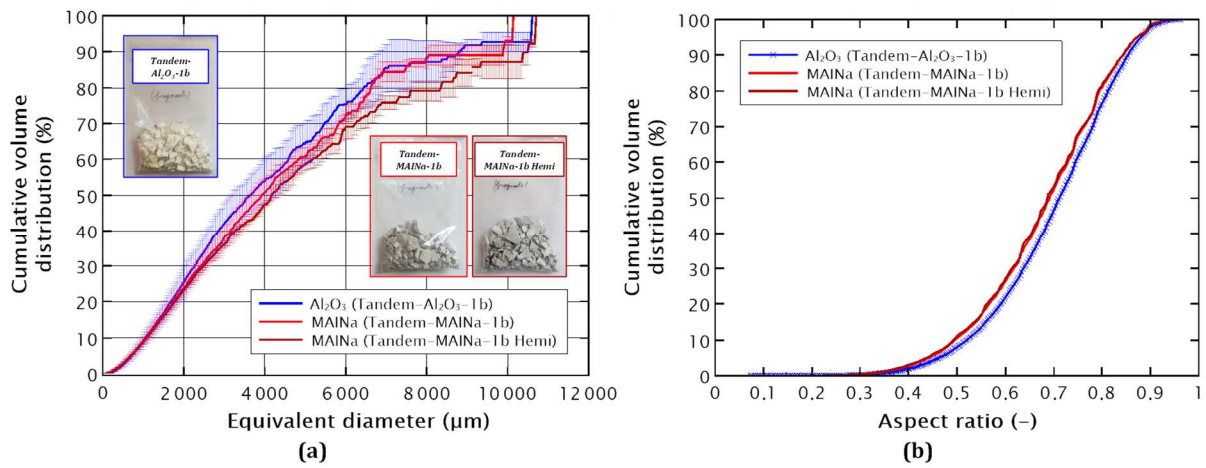 (a)
100
90
80
70
60
50
40
30
20
10
0
Cumulative volume
distribution (%)
Tandem-
Al₂O₃-1b
(fragments)
Tandem-
MAlNa-1b
Tandem-
MAlNa-1b Hemi
Al₂O₃ (Tandem-Al₂O₃-1b)
MAlNa (Tandem-MAlNa-1b)
MAlNa (Tandem-MAlNa-1b Hemi)
0 2 000 4 000 6 000 8 000 10 000 12 000
Equivalent diameter (µm)
(a)
100
90
80
70
60
50
40
30
20
10
0
Cumulative volume
distribution (%)
Al₂O₃ (Tandem-Al₂O₃-1b)
MAlNa (Tandem-MAlNa-1b)
MAlNa (Tandem-MAlNa-1b Hemi)
0 0.1 0.2 0.3 0.4 0.5 0.6 0.7 0.8 0.9 1
Aspect ratio (-)
(b)